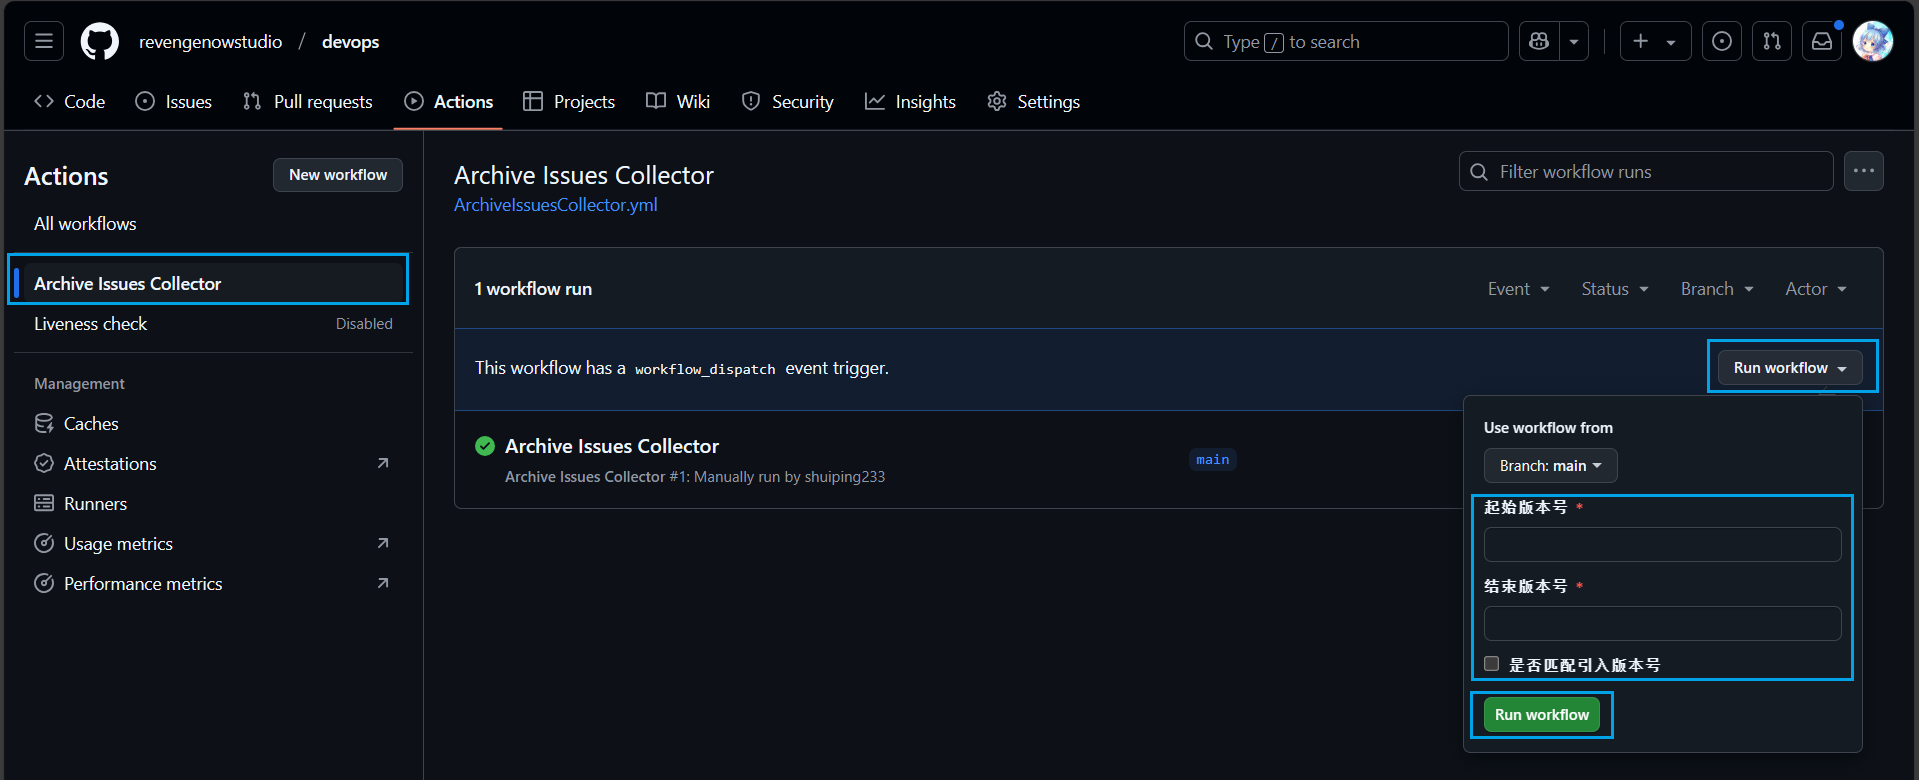 revengenowstudio / devops
Type / to search
Code Issues Pull requests Actions Projects Wiki Security Insights Settings
Actions
New workflow
All workflows
Archive Issues Collector
Liveness check Disabled
Management
Caches
Attestations
Runners
Usage metrics
Performance metrics
Archive Issues Collector
ArchiveIssuesCollector.yml
Filter workflow runs
1 workflow run
Event Status Branch Actor
This workflow has a workflow_dispatch event trigger.
Run workflow
Archive Issues Collector
Archive Issues Collector #1: Manually run by shuiping233
main
Use workflow from
Branch: main
起始版本号 *
结束版本号 *
是否匹配引入版本号
Run workflow